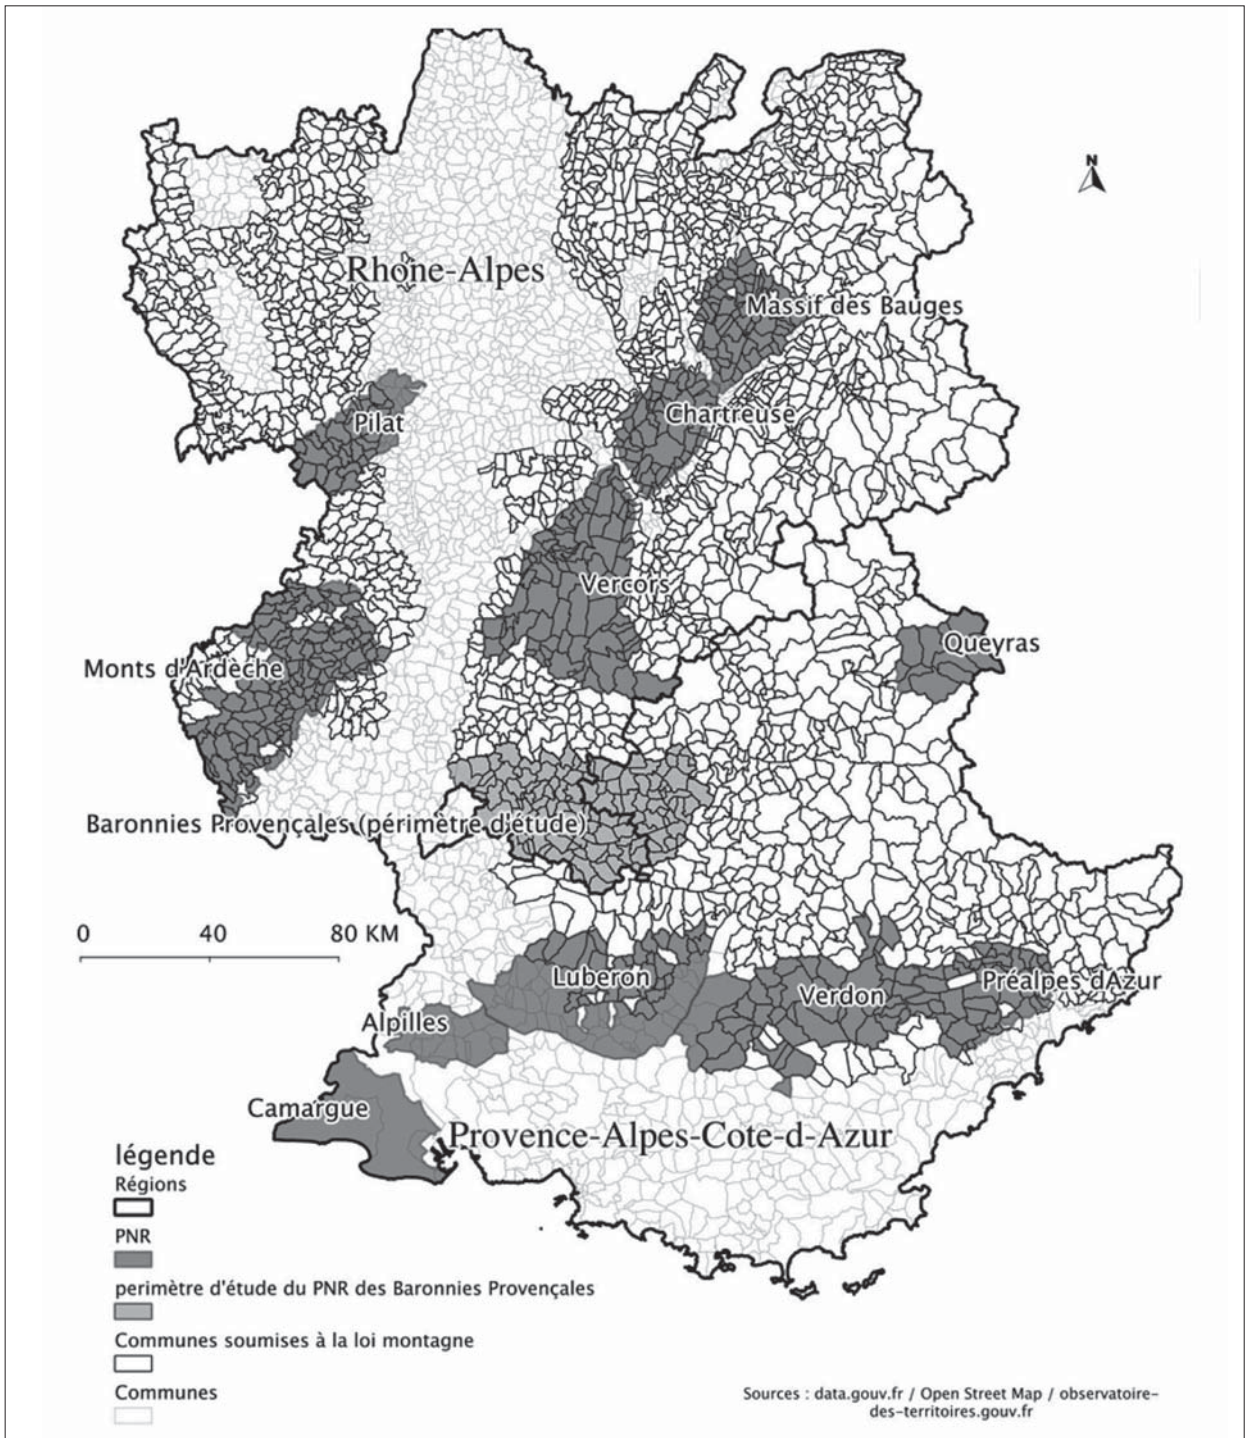 N
Rhône-Alpes
Massif des Bauges
Chartreuse
Pilat
Vercors
Queyras
Monts d'Ardèche
Baronnies Provençales (périmètre d'étude)
0 40 80 KM
Luberon
Verdon
Préalpes d'Azur
Alpilles
Camargue
Provence-Alpes-Cote-d-Azur
légende
Régions
PNR
perimètre d'étude du PNR des Baronnies Provençales
Communes soumises à la loi montagne
Communes
Sources : data.gouv.fr / Open Street Map / observatoire-
des-territoires.gouv.fr